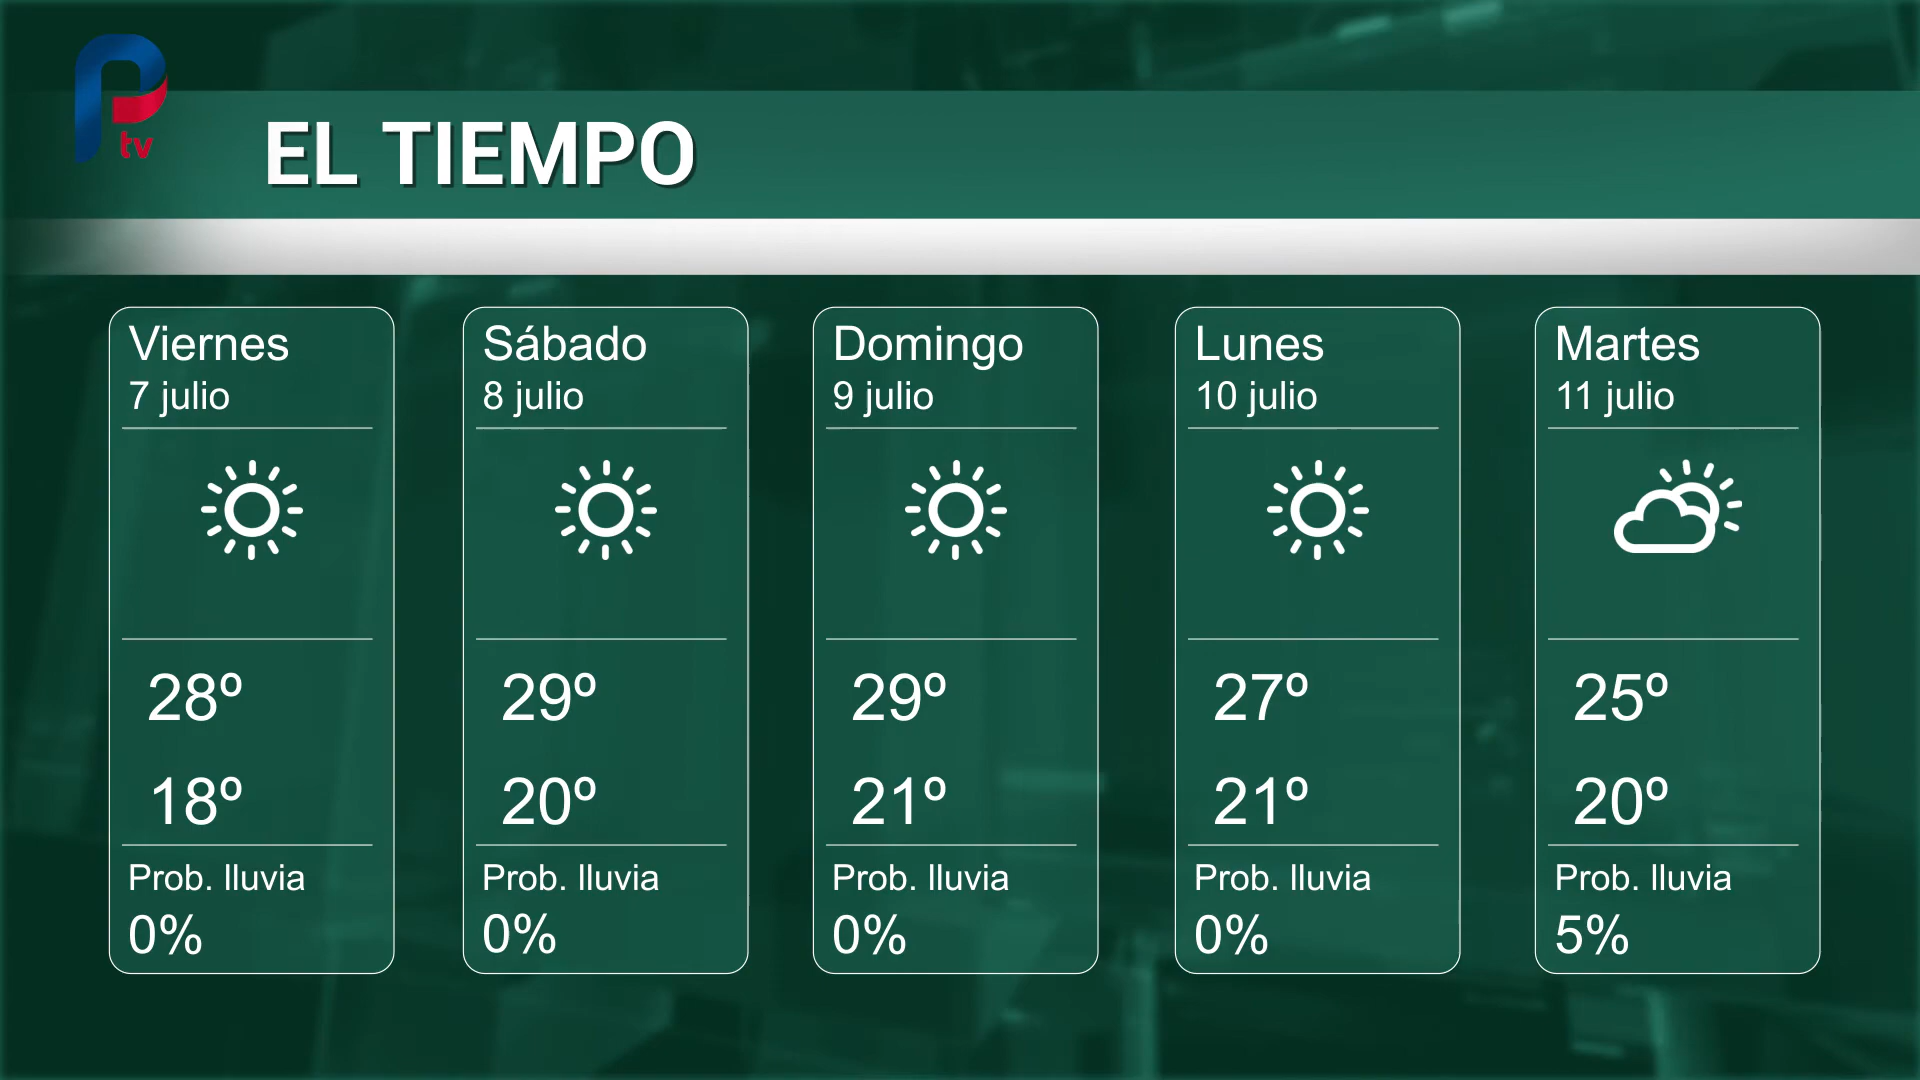 tv
EL TIEMPO
Viernes
7 julio
28º
18º
Prob. lluvia
0%
Sábado
8 julio
29º
20º
Prob. lluvia
0%
Domingo
9 julio
29º
21º
Prob. lluvia
0%
Lunes
10 julio
27º
21º
Prob. lluvia
0%
Martes
11 julio
25º
20º
Prob. lluvia
5%